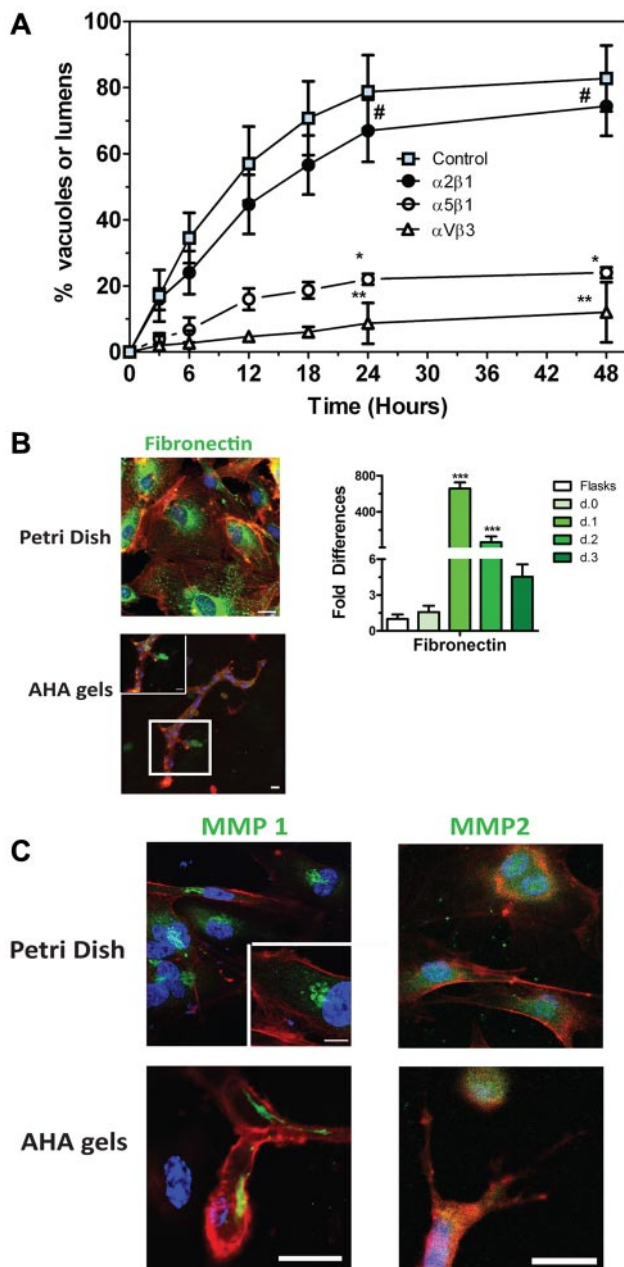 A
100
80
60
40
20
0
% vacuoles or lumens
0 6 12 18 24 30 36 42 48
Time (Hours)
Control
α2β1
α5β1
αVβ3
#
#
*
**
*
**
B
Fibronectin
Petri Dish
AHA gels
800
400
6
4
2
0
Fold Differences
***
***
Fibronectin
Flasks
d.0
d.1
d.2
d.3
C
MMP 1
MMP2
Petri Dish
AHA gels